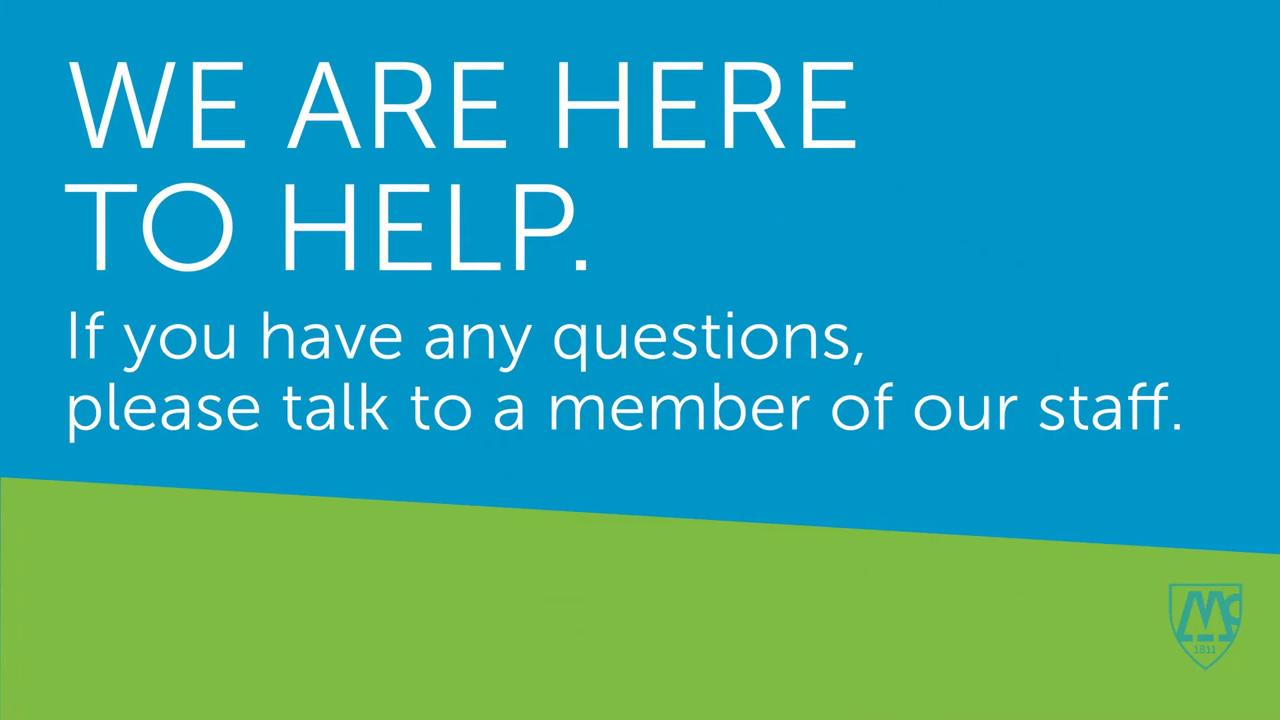 WE ARE HERE
TO HELP.
If you have any questions,
please talk to a member of our staff.
1811